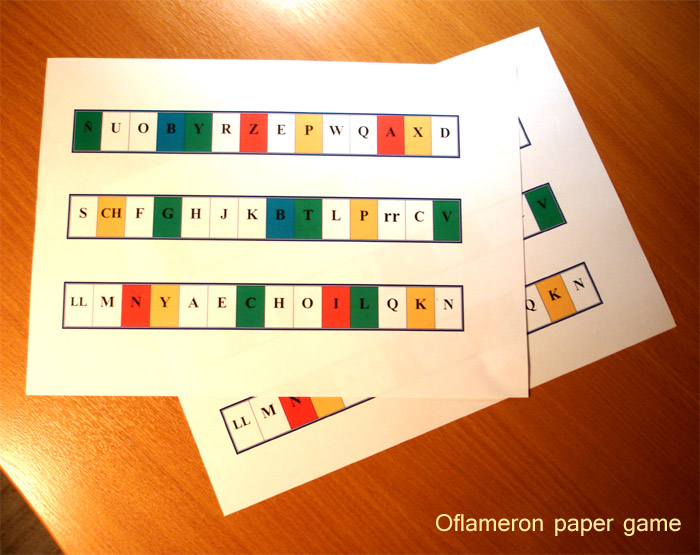 Ñ U O B Y R Z E P W Q A X D
S CH F G H J K B T L P rr C V
LL M N Y A E C H O I L Q K N
V
Q K N
LL M N
Oflameron paper game